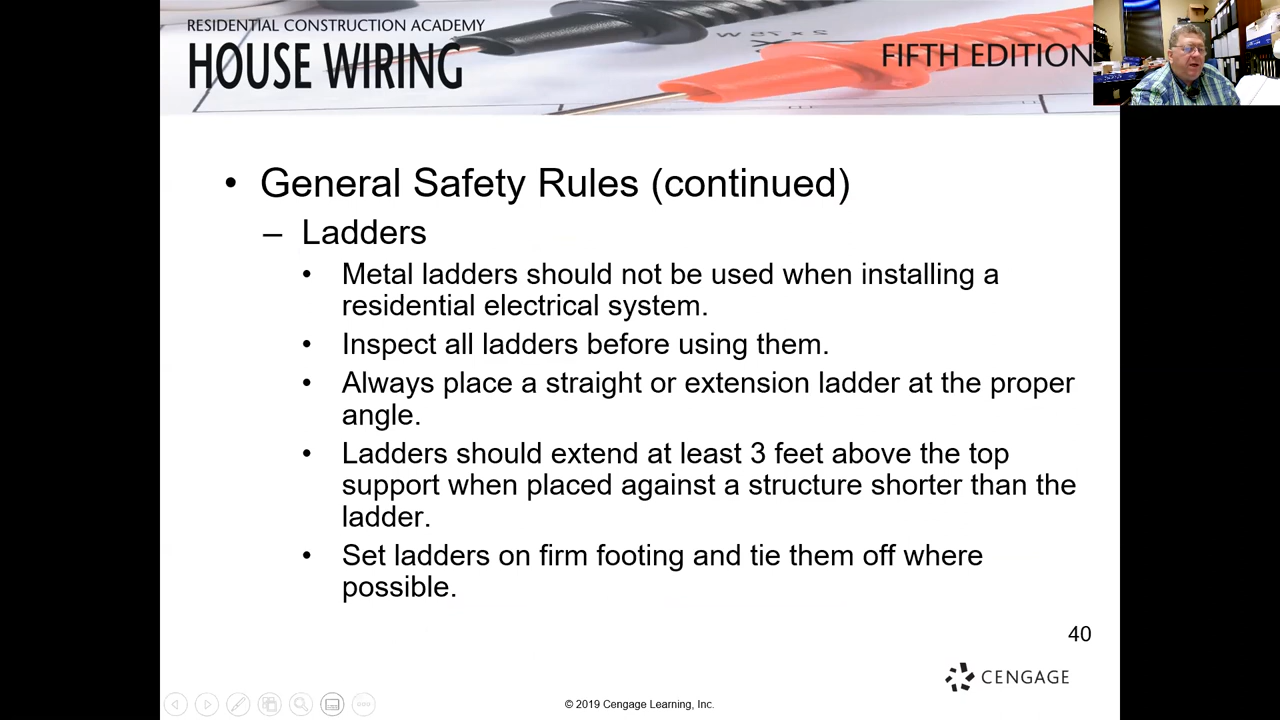 RESIDENTIAL CONSTRUCTION ACADEMY
HOUSE WIRING
FIFTH EDITION
• General Safety Rules (continued)
– Ladders
• Metal ladders should not be used when installing a
residential electrical system.
• Inspect all ladders before using them.
• Always place a straight or extension ladder at the proper
angle.
• Ladders should extend at least 3 feet above the top
support when placed against a structure shorter than the
ladder.
• Set ladders on firm footing and tie them off where
possible.
40
CENGAGE
© 2019 Cengage Learning, Inc.